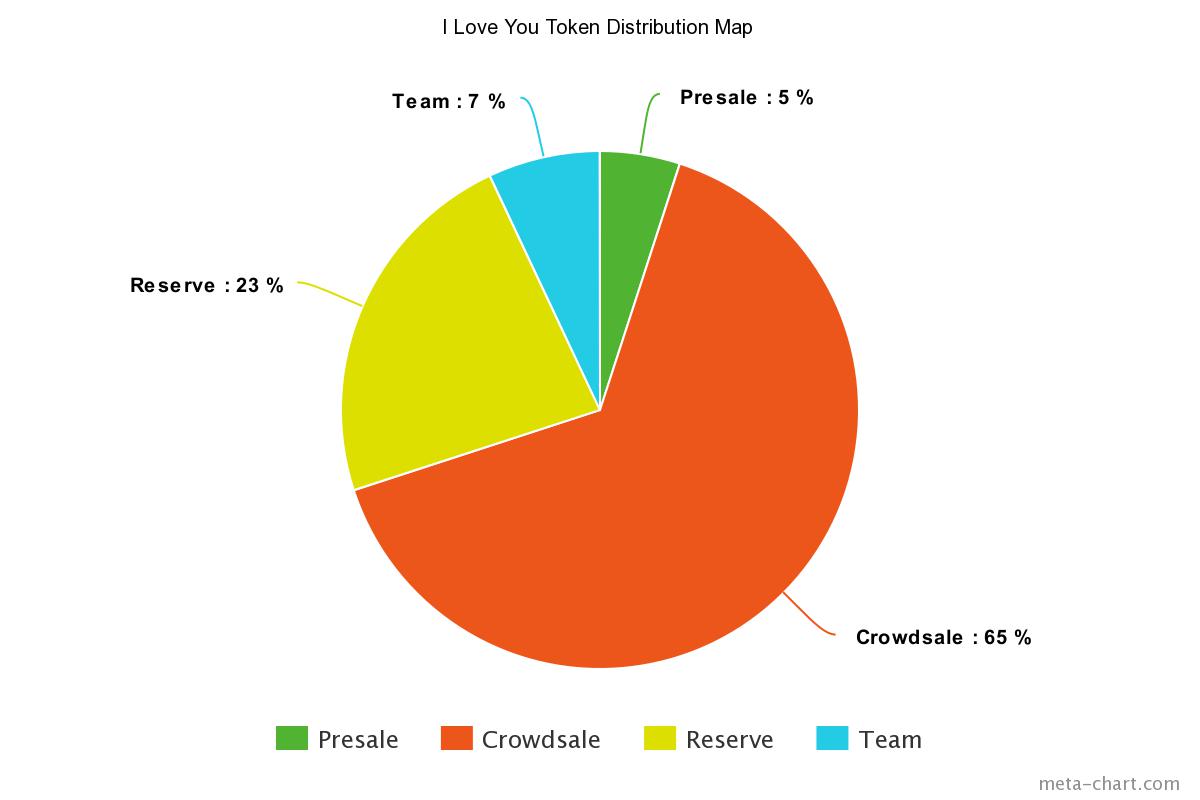 I Love You Token Distribution Map
Team : 7 %
Presale : 5 %
Reserve : 23 %
Crowdsale : 65 %
Presale
Crowdsale
Reserve
Team
meta-chart.com